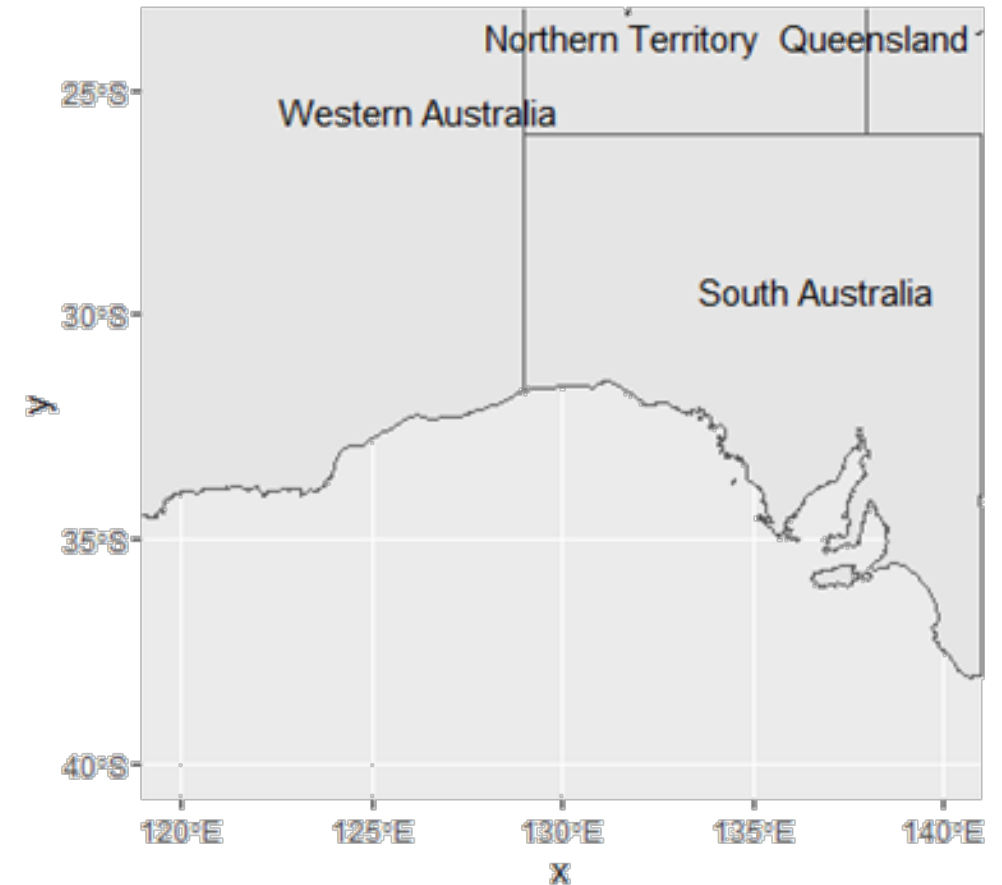 Northern Territory Queensland
25°S
Western Australia
South Australia
30°S
y
35°S
40°S
120°E 125°E 130°E 135°E 140°E
x